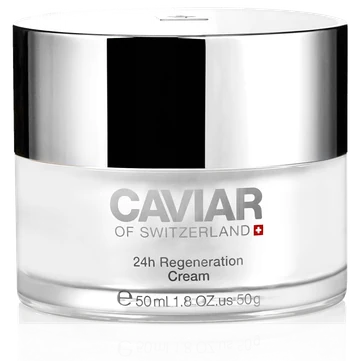 CAVIAR
OF SWITZERLAND
24h Regeneration
Cream
℮50ml 1.8 OZ.us 50g